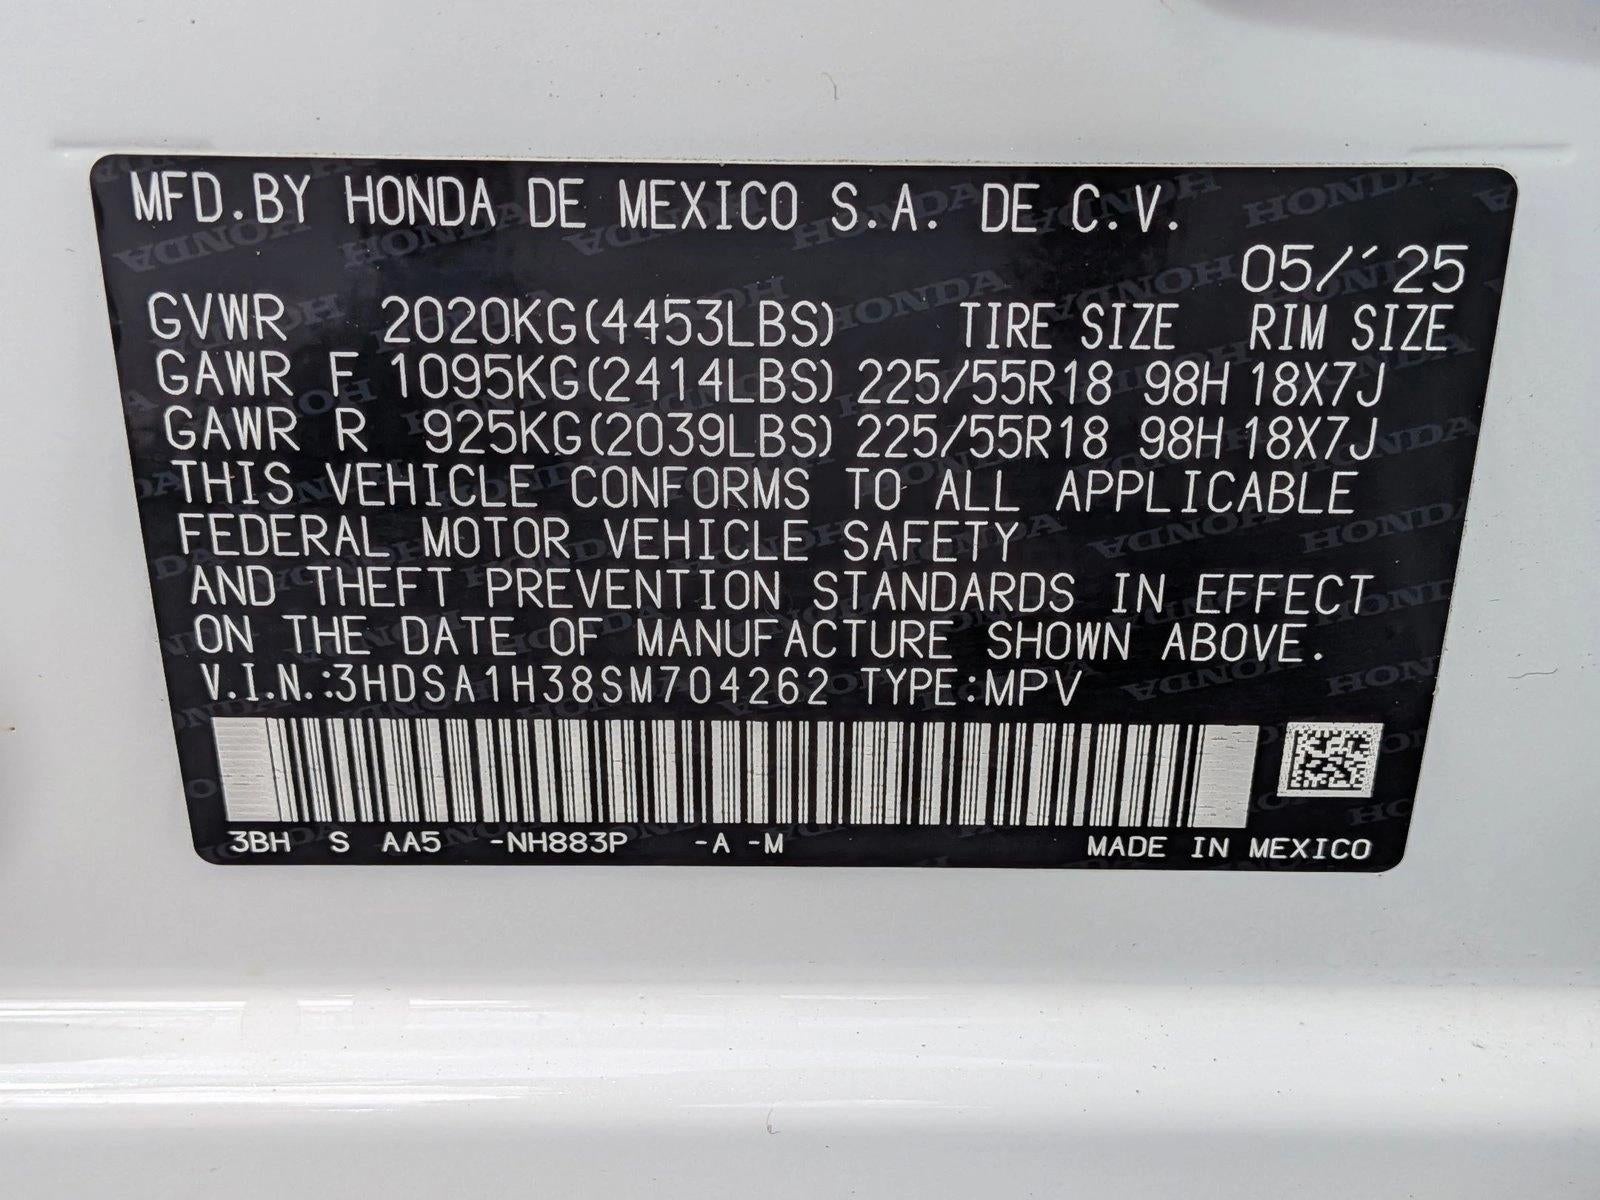 MFD.BY HONDA DE MEXICO S.A. DE C.V.
05/'25
GVWR 2020KG(4453LBS) TIRE SIZE RIM SIZE
GAWR F 1095KG(2414LBS) 225/55R18 98H 18X7J
GAWR R 925KG(2039LBS) 225/55R18 98H 18X7J
THIS VEHICLE CONFORMS TO ALL APPLICABLE
FEDERAL MOTOR VEHICLE SAFETY
AND THEFT PREVENTION STANDARDS IN EFFECT
ON THE DATE OF MANUFACTURE SHOWN ABOVE.
V.I.N.:3HDSA1H38SM704262 TYPE:MPV
3BH S AA5 -NH883P -A -M MADE IN MEXICO